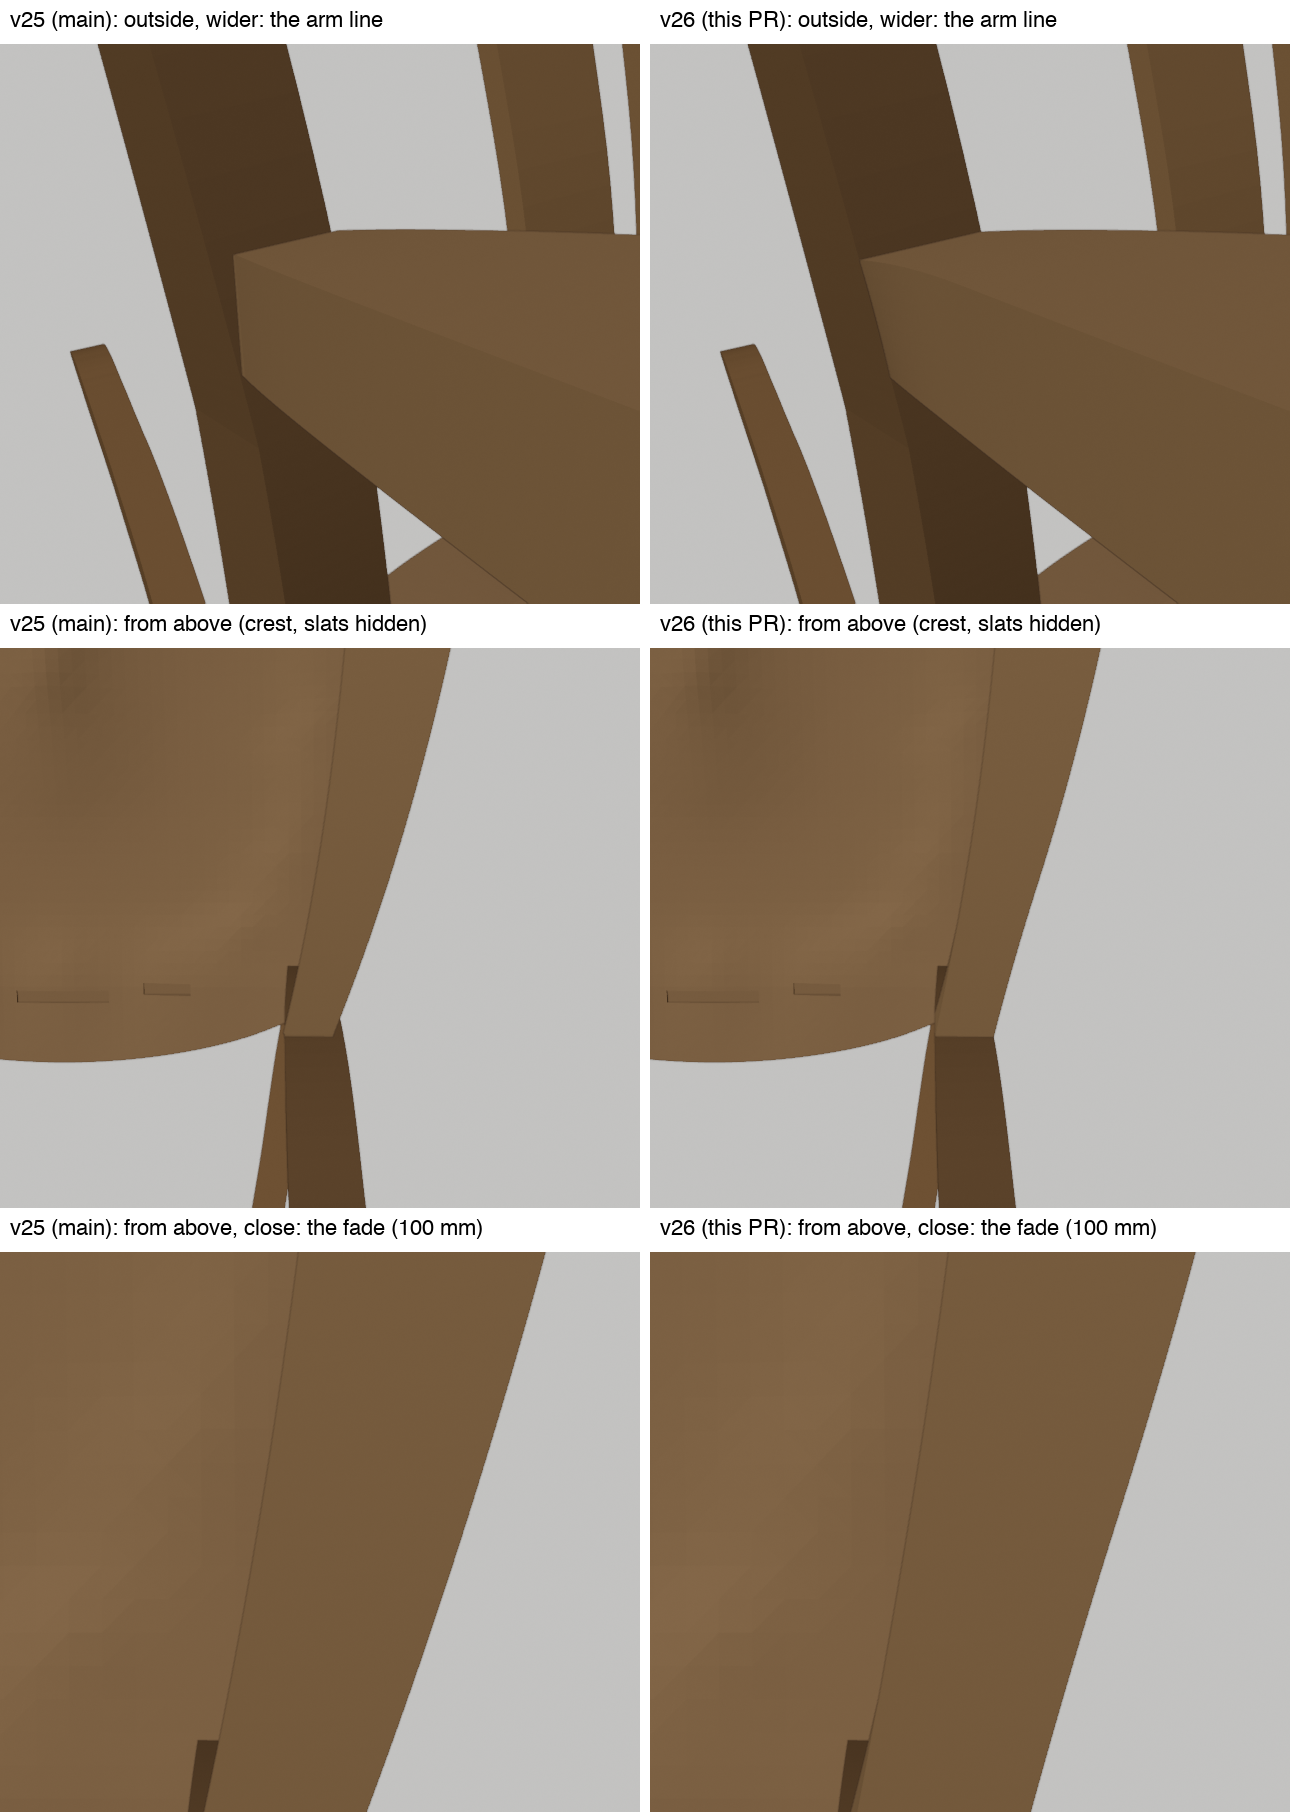 v25 (main): outside, wider: the arm line
v26 (this PR): outside, wider: the arm line
v25 (main): from above (crest, slats hidden)
v26 (this PR): from above (crest, slats hidden)
v25 (main): from above, close: the fade (100 mm)
v26 (this PR): from above, close: the fade (100 mm)